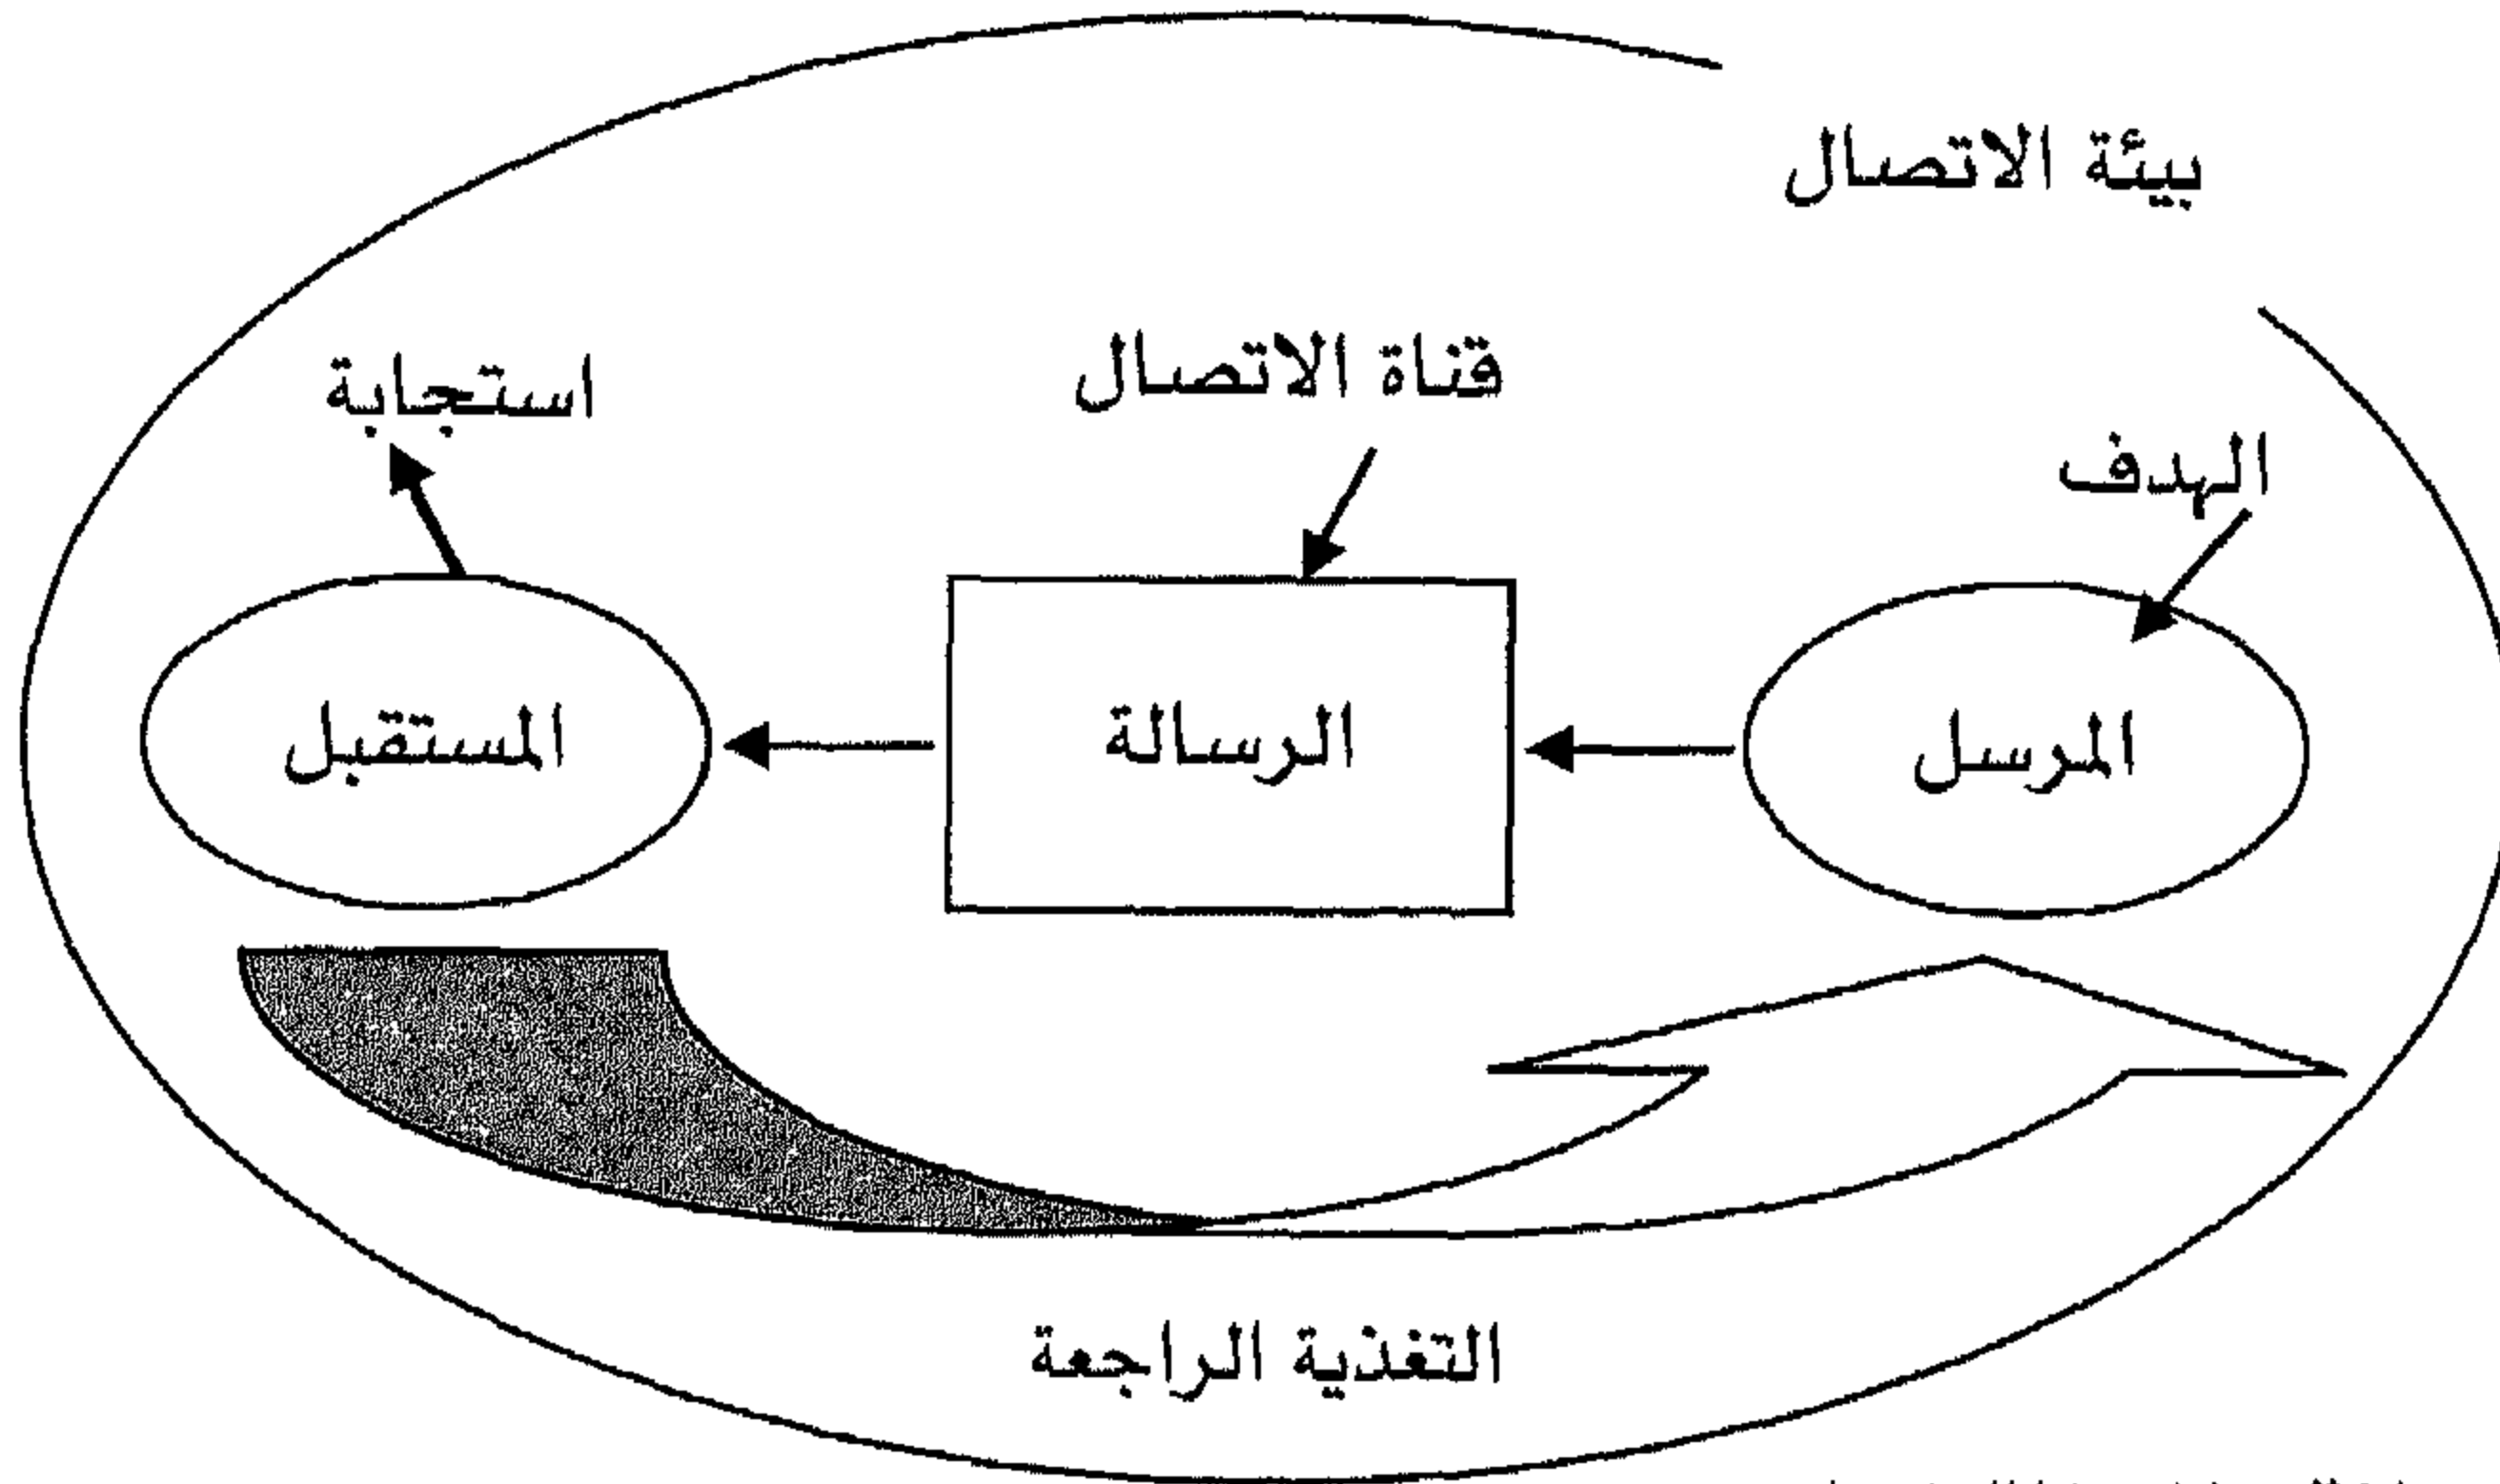 بيئة الاتصال
قناة الاتصال
استجابة
الهدف
المرسل
الرسالة
المستقبل
التغذية الراجعة